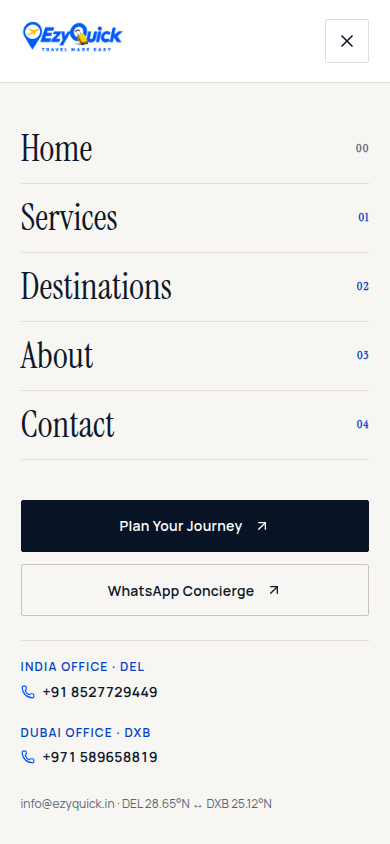 EzyQuick
TRAVEL MADE EASY
Home 00
Services 01
Destinations 02
About 03
Contact 04
Plan Your Journey
WhatsApp Concierge
INDIA OFFICE · DEL
+91 8527729449
DUBAI OFFICE · DXB
+971 589658819
info@ezyquick.in · DEL 28.65°N ↔ DXB 25.12°N